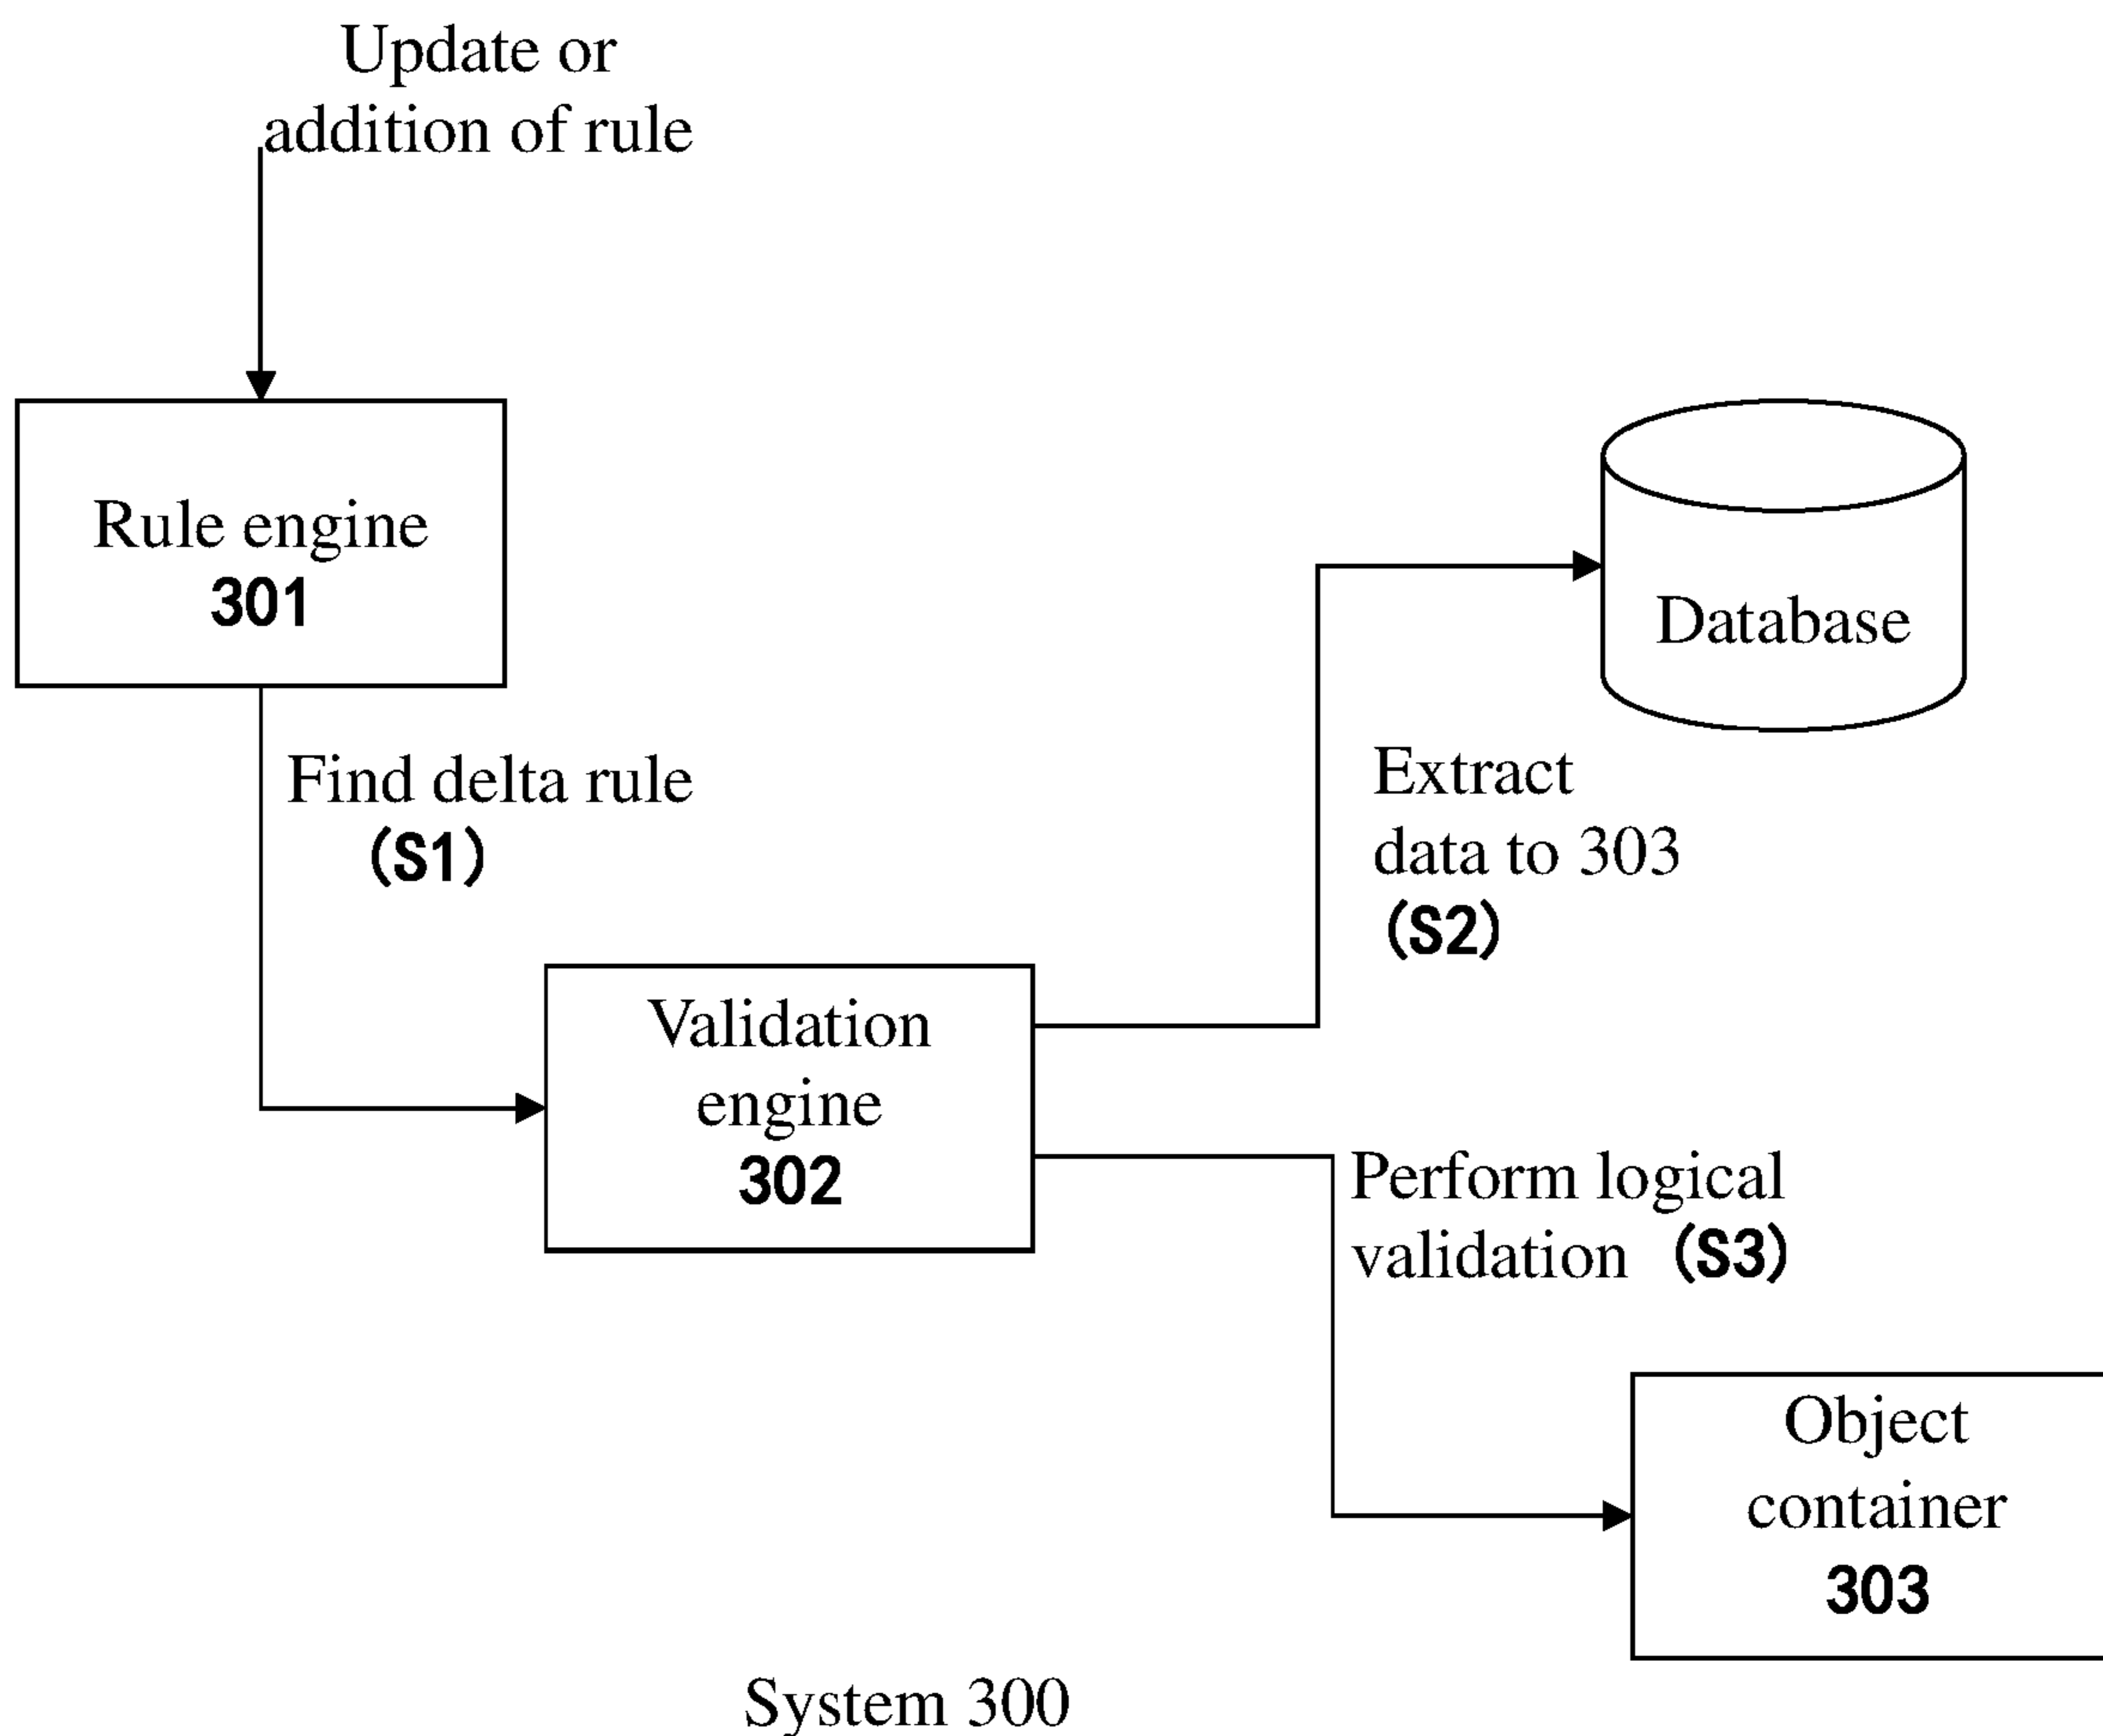 Update or
addition of rule
Rule engine
301
Database
Find delta rule
(S1)
Extract
data to 303
(S2)
Validation
engine
302
Perform logical
validation (S3)
Object
container
303
System 300